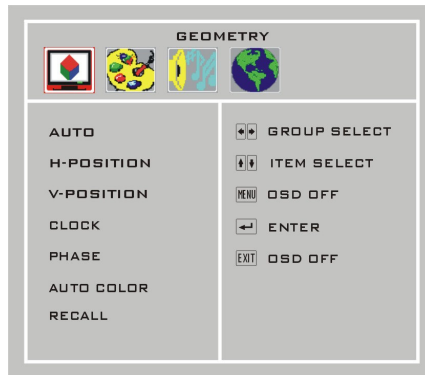 GEOMETRY
AUTO
H-POSITION
V-POSITION
CLOCK
PHASE
AUTO COLOR
RECALL
GROUP SELECT
ITEM SELECT
MENU OSD OFF
ENTER
EXIT OSD OFF